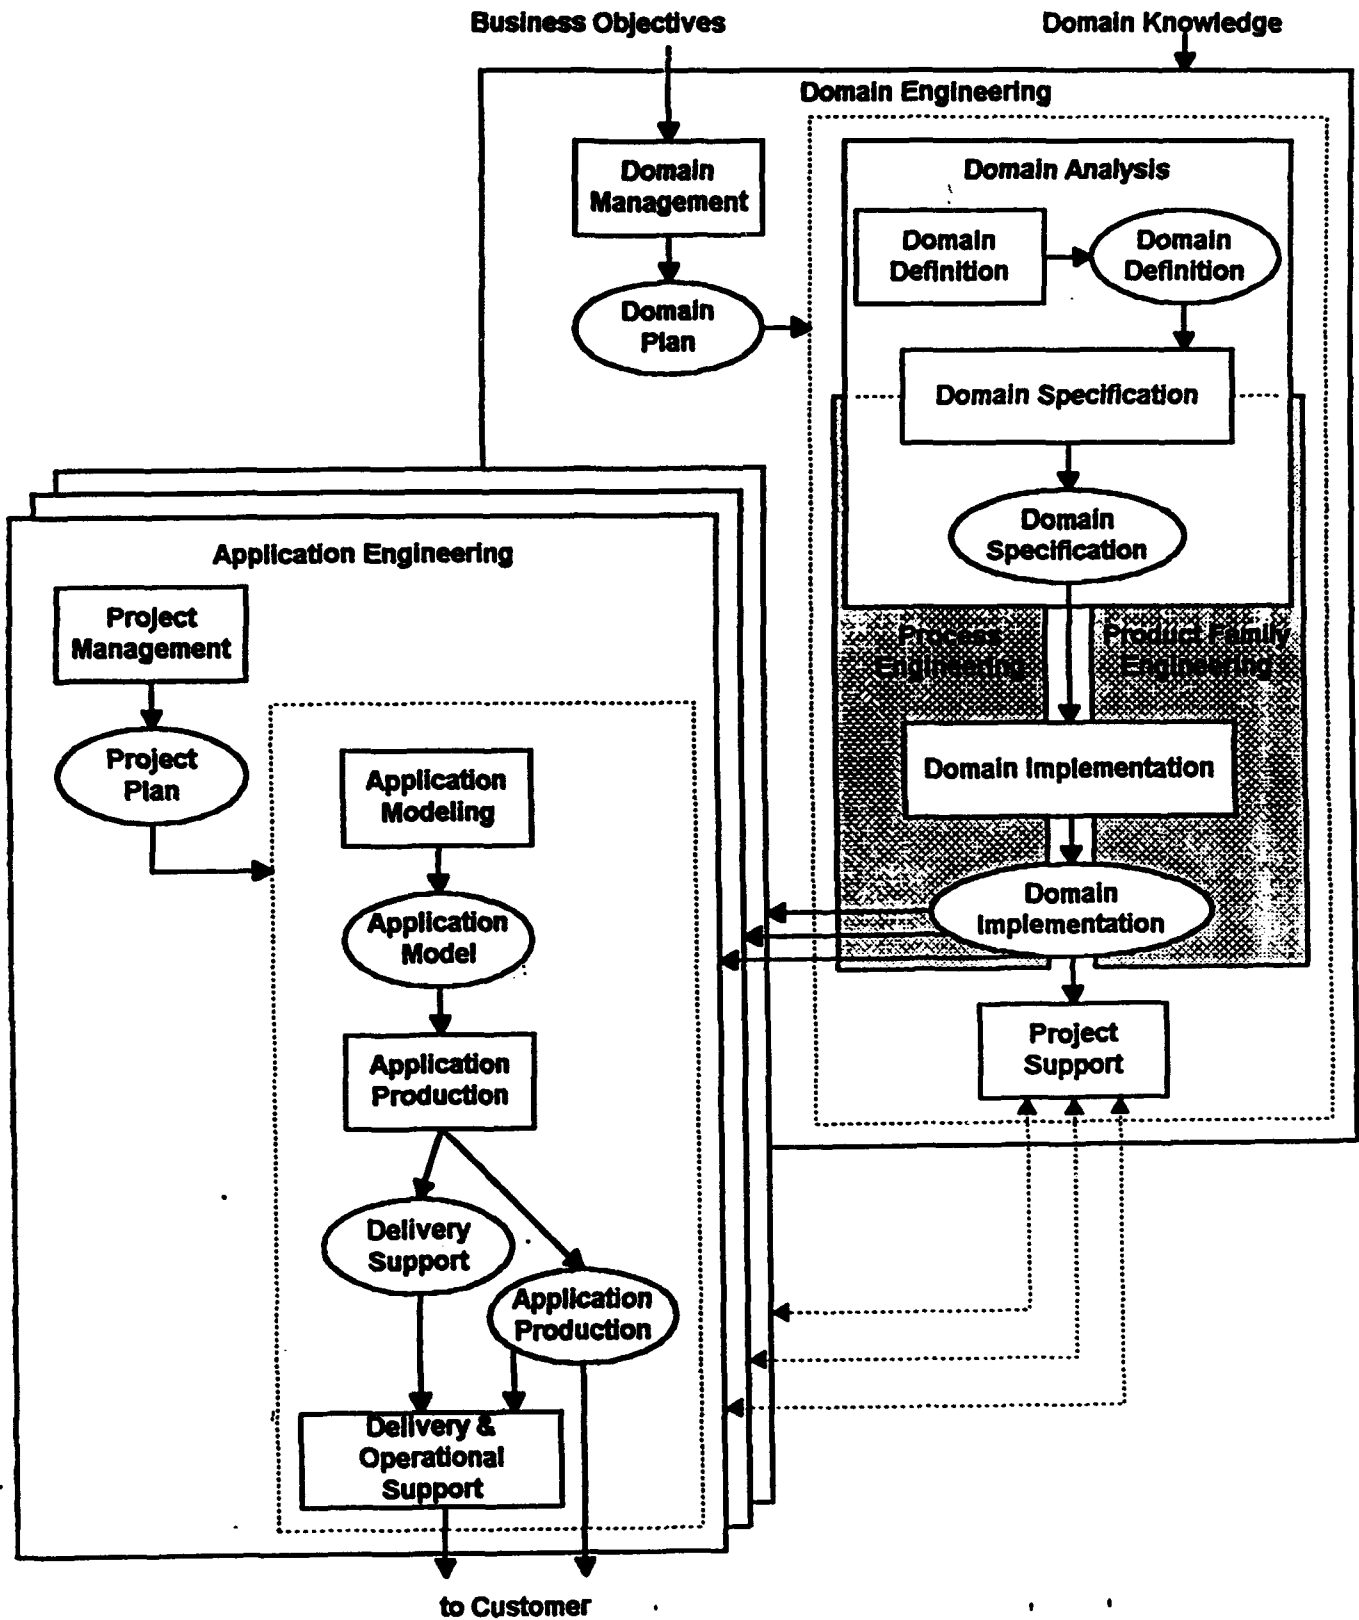 Business Objectives
Domain Knowledge
Domain Engineering
Domain
Management
Domain
Plan
Domain Analysis
Domain
Definition
Domain
Definition
Domain Specification
Domain
Specification
Process
Engineering
Product Family
Engineering
Domain Implementation
Domain
Implementation
Project
Support
Application Engineering
Project
Management
Project
Plan
Application
Modeling
Application
Model
Application
Production
Delivery
Support
Application
Production
Delivery &
Operational
Support
to Customer